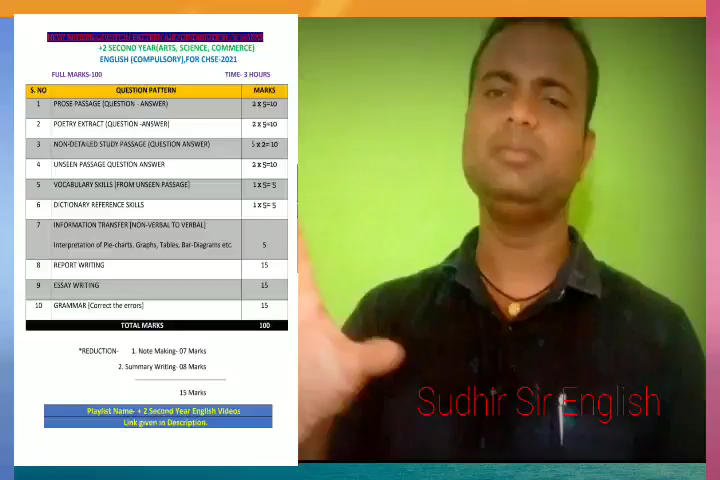 +2 SECOND YEAR(ARTS, SCIENCE, COMMERCE)
ENGLISH (COMPULSORY),FOR CHSE-2021
FULL MARKS-100 TIME- 3 HOURS
S. NO QUESTION PATTERN MARKS
1 PROSE PASSAGE (QUESTION - ANSWER) 2 x 5=10
2 POETRY EXTRACT (QUESTION -ANSWER) 2 x 5=10
3 NON-DETAILED STUDY PASSAGE (QUESTION ANSWER) 5 x 2= 10
4 UNSEEN PASSAGE QUESTION ANSWER 2 x 5=10
5 VOCABULARY SKILLS [FROM UNSEEN PASSAGE] 1 x 5= 5
6 DICTIONARY REFERENCE SKILLS 1 x 5= 5
7 INFORMATION TRANSFER [NON-VERBAL TO VERBAL]
Interpretation of Pie-charts, Graphs, Tables, Bar-Diagrams etc. 5
8 REPORT WRITING 15
9 ESSAY WRITING 15
10 GRAMMAR [Correct the errors] 15
TOTAL MARKS 100
*REDUCTION- 1. Note Making- 07 Marks
2. Summary Writing- 08 Marks
15 Marks
Playlist Name- + 2 Second Year English Videos
Link given in Description.
Sudhir Sir English